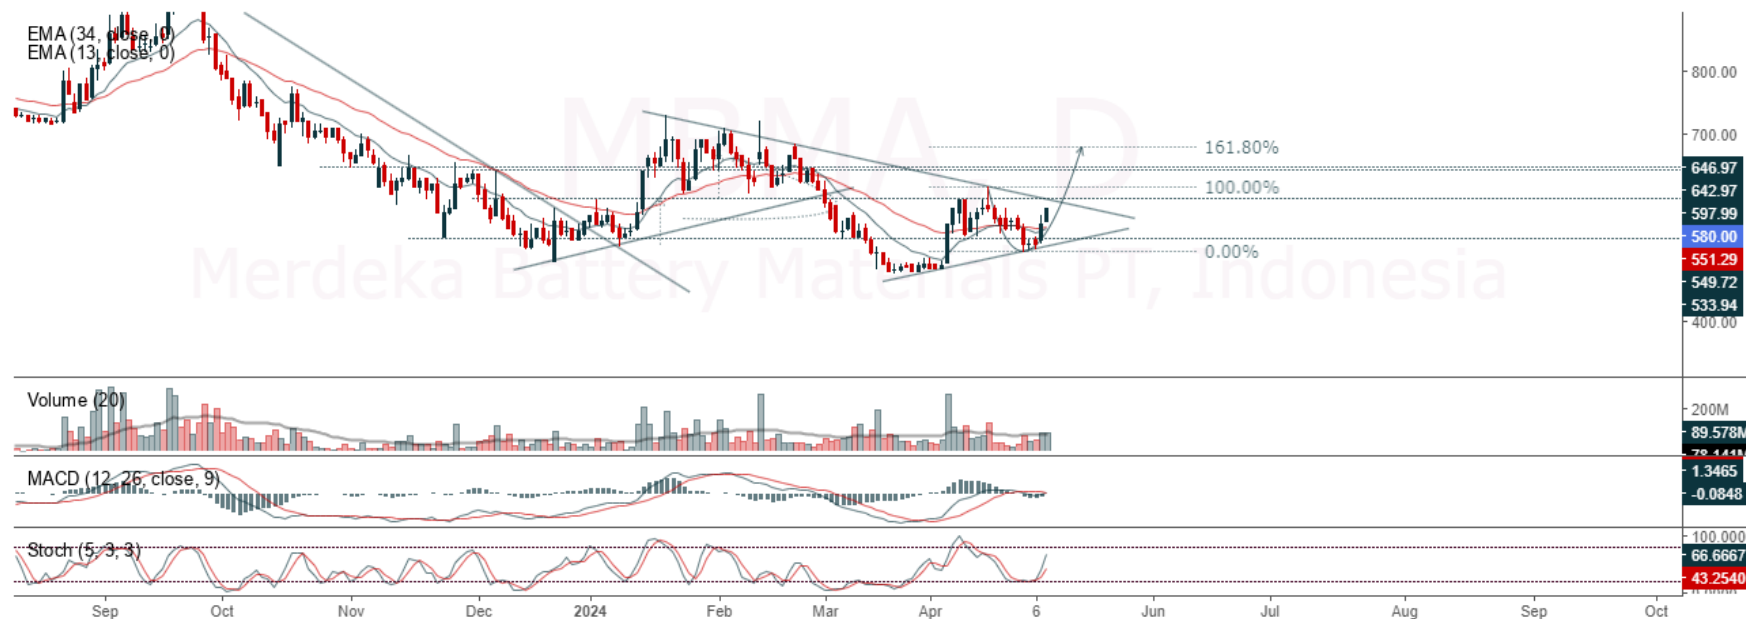 EMA (34, close, 0)
EMA (13, close, 0)
MBMA, D
Merdeka Battery Materials PT, Indonesia
800.00
700.00
161.80%
646.97
100.00%
642.97
597.99
580.00
0.00%
551.29
549.72
533.94
400.00
Volume (20)
200M
89.578M
78.141M
MACD (12, 26, close, 9)
1.3465
-0.0848
Stoch (5, 3, 3)
100.000
66.6667
43.2540
Sep Oct Nov Dec 2024 Feb Mar Apr 6 Jun Jul Aug Sep Oct